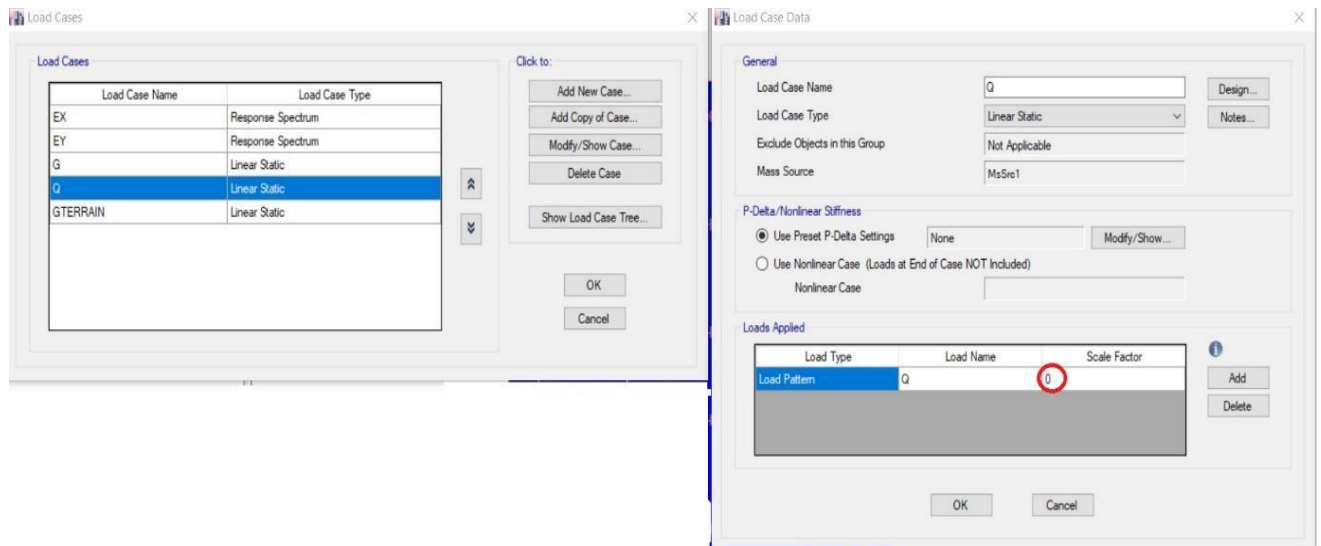 Load Cases
Load Cases
Click to:
Load Case Name Load Case Type
EX Response Spectrum
EY Response Spectrum
G Linear Static
Q Linear Static
GTERRAIN Linear Static
Add New Case...
Add Copy of Case...
Modify/Show Case...
Delete Case
Show Load Case Tree...
OK
Cancel
Load Case Data
General
Load Case Name Q Design...
Load Case Type Linear Static Notes...
Exclude Objects in this Group Not Applicable
Mass Source MsSrc1
P-Delta/Nonlinear Stiffness
Use Preset P-Delta Settings None Modify/Show...
Use Nonlinear Case (Loads at End of Case NOT Included)
Nonlinear Case
Loads Applied
Load Type Load Name Scale Factor
Load Pattern Q 0
Add
Delete
OK Cancel